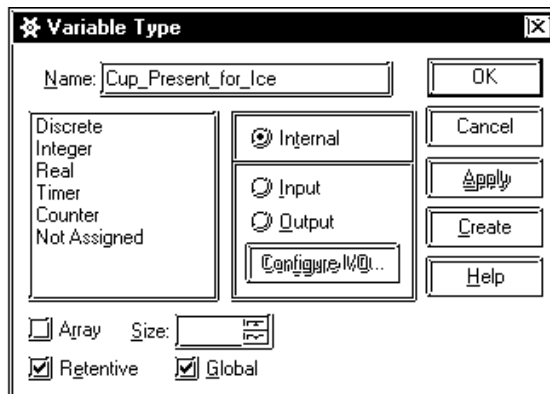 Variable Type
Name: Cup_Present_for_Ice
OK
Discrete
Integer
Real
Timer
Counter
Not Assigned
Internal
Input
Output
Configure I/O...
Cancel
Apply
Create
Help
Array Size:
Retentive Global